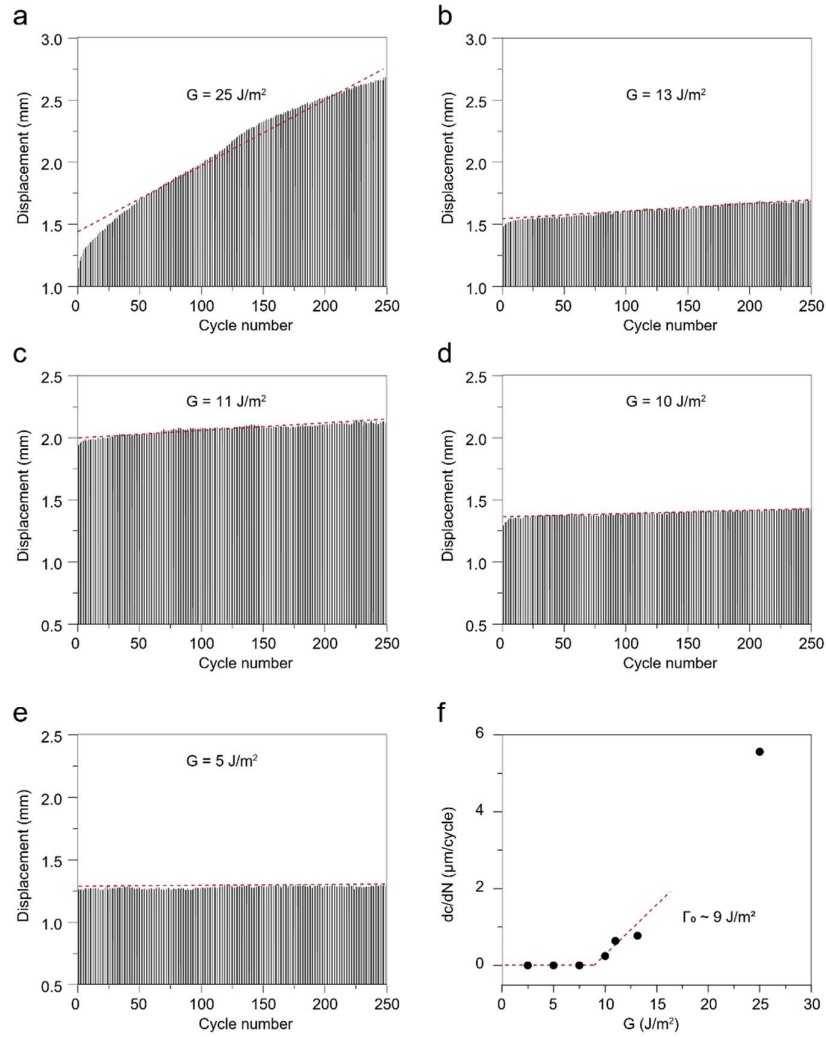 a
b
3.0
2.5
2.0
1.5
1.0
Displacement (mm)
G = 25 J/m²
0 50 100 150 200 250
Cycle number
3.0
2.5
2.0
1.5
1.0
Displacement (mm)
G = 13 J/m²
0 50 100 150 200 250
Cycle number
c
d
2.5
2.0
1.5
1.0
0.5
Displacement (mm)
G = 11 J/m²
0 50 100 150 200 250
Cycle number
2.5
2.0
1.5
1.0
0.5
Displacement (mm)
G = 10 J/m²
0 50 100 150 200 250
Cycle number
e
f
2.5
2.0
1.5
1.0
0.5
Displacement (mm)
G = 5 J/m²
0 50 100 150 200 250
Cycle number
6
4
2
0
dc/dN (μm/cycle)
Γ₀ ~ 9 J/m²
0 5 10 15 20 25 30
G (J/m²)